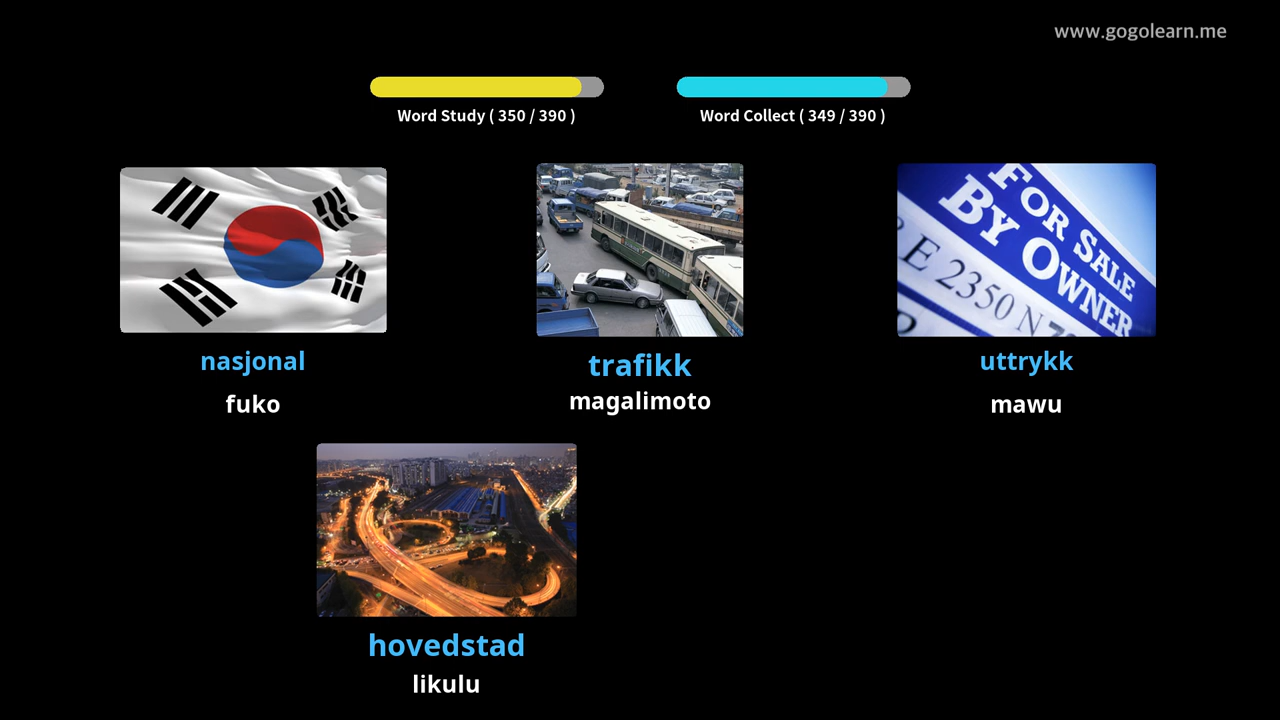 www.gogolearn.me
Word Study ( 350 / 390 )
Word Collect ( 349 / 390 )
FOR SALE
BY OWNER
E 2350 N
nasjonal
fuko
trafikk
magalimoto
uttrykk
mawu
hovedstad
likulu